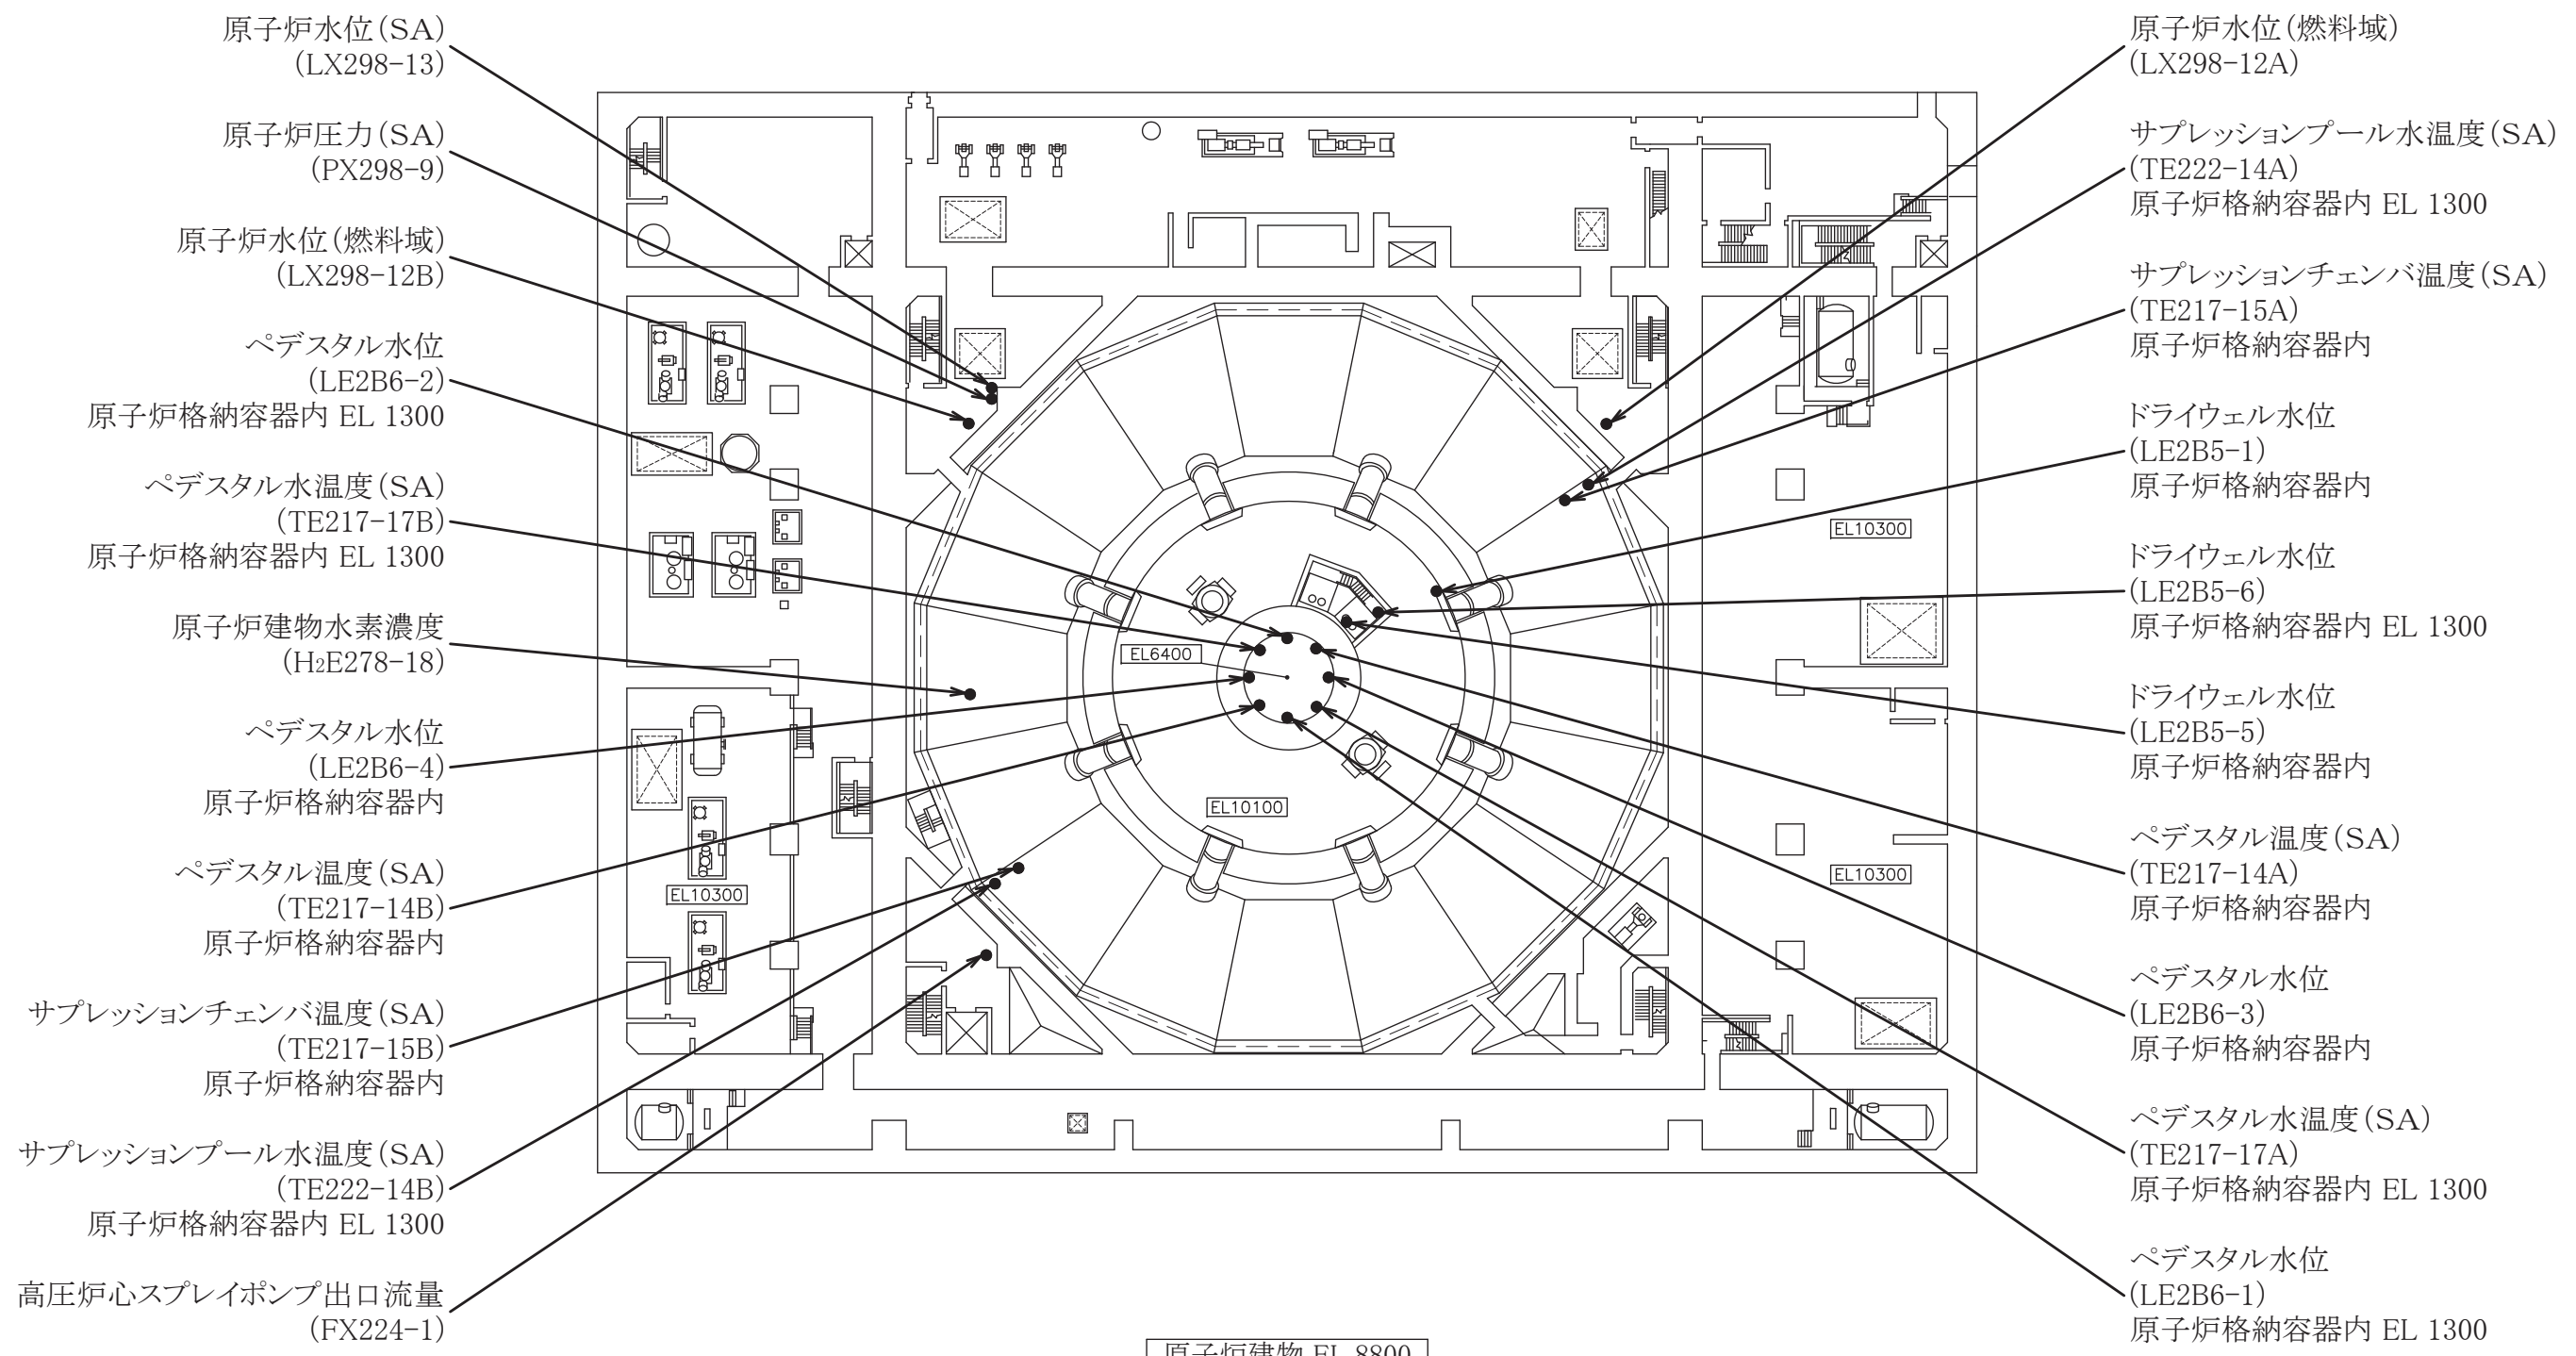 原子炉水位(SA)
(LX298-13)
原子炉圧力(SA)
(PX298-9)
原子炉水位(燃料域)
(LX298-12B)
ペデスタル水位
(LE2B6-2)
原子炉格納容器内 EL 1300
ペデスタル水温度(SA)
(TE217-17B)
原子炉格納容器内 EL 1300
原子炉建物水素濃度
(H₂E278-18)
ペデスタル水位
(LE2B6-4)
原子炉格納容器内
ペデスタル温度(SA)
(TE217-14B)
原子炉格納容器内
サプレッションチェンバ温度(SA)
(TE217-15B)
原子炉格納容器内
サプレッションプール水温度(SA)
(TE222-14B)
原子炉格納容器内 EL 1300
高圧炉心スプレイポンプ出口流量
(FX224-1)
EL6400
EL10100
EL10300
EL10300
EL10300
原子炉水位(燃料域)
(LX298-12A)
サプレッションプール水温度(SA)
(TE222-14A)
原子炉格納容器内 EL 1300
サプレッションチェンバ温度(SA)
(TE217-15A)
原子炉格納容器内
ドライウェル水位
(LE2B5-1)
原子炉格納容器内
ドライウェル水位
(LE2B5-6)
原子炉格納容器内 EL 1300
ドライウェル水位
(LE2B5-5)
原子炉格納容器内
ペデスタル温度(SA)
(TE217-14A)
原子炉格納容器内
ペデスタル水位
(LE2B6-3)
原子炉格納容器内
ペデスタル水温度(SA)
(TE217-17A)
原子炉格納容器内 EL 1300
ペデスタル水位
(LE2B6-1)
原子炉格納容器内 EL 1300
原子炉建物 EL 8800